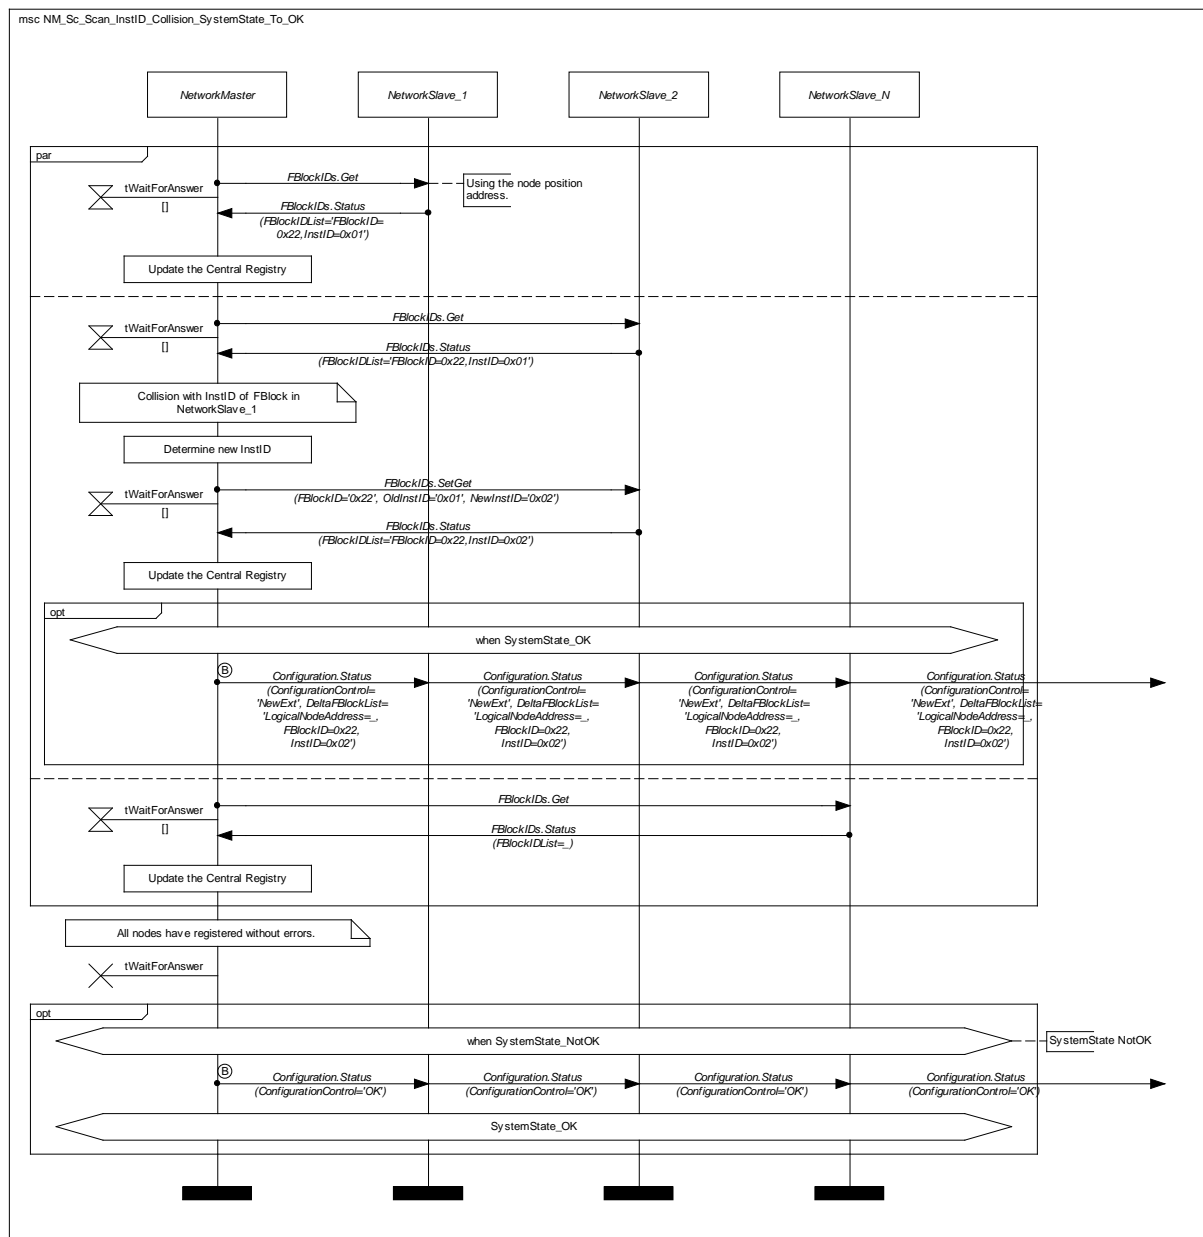 msc NM_Sc_Scan_InstID_Collision_SystemState_To_OK
NetworkMaster
NetworkSlave_1
NetworkSlave_2
NetworkSlave_N
par
FBlockIDs.Get
Using the node position
address.
tWaitForAnswer
[]
FBlockIDs.Status
(FBlockIDList='FBlockID=
0x22,InstID=0x01')
Update the Central Registry
FBlockIDs.Get
tWaitForAnswer
[]
FBlockIDs.Status
(FBlockIDList='FBlockID=0x22,InstID=0x01')
Collision with InstID of FBlock in
NetworkSlave_1
Determine new InstID
FBlockIDs.SetGet
(FBlockID='0x22', OldInstID='0x01', NewInstID='0x02')
tWaitForAnswer
[]
FBlockIDs.Status
(FBlockIDList='FBlockID=0x22,InstID=0x02')
Update the Central Registry
opt
when SystemState_OK
B
Configuration.Status
(ConfigurationControl=
'NewExt', DeltaFBlockList=
'LogicalNodeAddress=_,
FBlockID=0x22,
InstID=0x02')
Configuration.Status
(ConfigurationControl=
'NewExt', DeltaFBlockList=
'LogicalNodeAddress=_,
FBlockID=0x22,
InstID=0x02')
Configuration.Status
(ConfigurationControl=
'NewExt', DeltaFBlockList=
'LogicalNodeAddress=_,
FBlockID=0x22,
InstID=0x02')
Configuration.Status
(ConfigurationControl=
'NewExt', DeltaFBlockList=
'LogicalNodeAddress=_,
FBlockID=0x22,
InstID=0x02')
FBlockIDs.Get
tWaitForAnswer
[]
FBlockIDs.Status
(FBlockIDList=_)
Update the Central Registry
All nodes have registered without errors.
tWaitForAnswer
opt
when SystemState_NotOK
SystemState NotOK
B
Configuration.Status
(ConfigurationControl='OK')
Configuration.Status
(ConfigurationControl='OK')
Configuration.Status
(ConfigurationControl='OK')
Configuration.Status
(ConfigurationControl='OK')
SystemState_OK